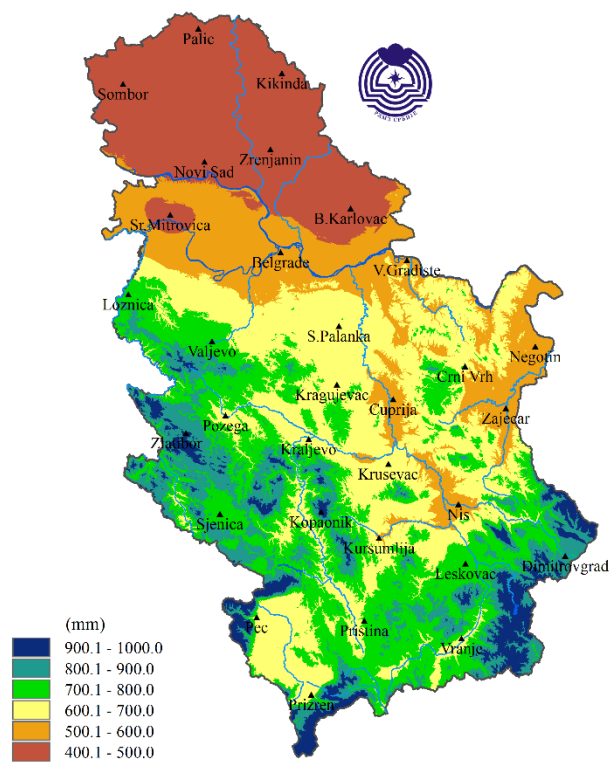 Palic
Kikinda
Sombor
Zrenjanin
Novi Sad
B.Karlovac
Sr.Mitrovica
Belgrade
V.Gradiste
Loznica
S.Palanka
Valjevo
Negotin
Crni Vrh
Kragujevac
Cuprija
Zajecar
Pozega
Zlatibor
Kraljevo
Krusevac
Kopaonik
Nis
Sjenica
Kursumlija
Dimitrovgrad
Leskovac
Pec
Pristina
Vranje
Prizren
(mm)
900.1 - 1000.0
800.1 - 900.0
700.1 - 800.0
600.1 - 700.0
500.1 - 600.0
400.1 - 500.0